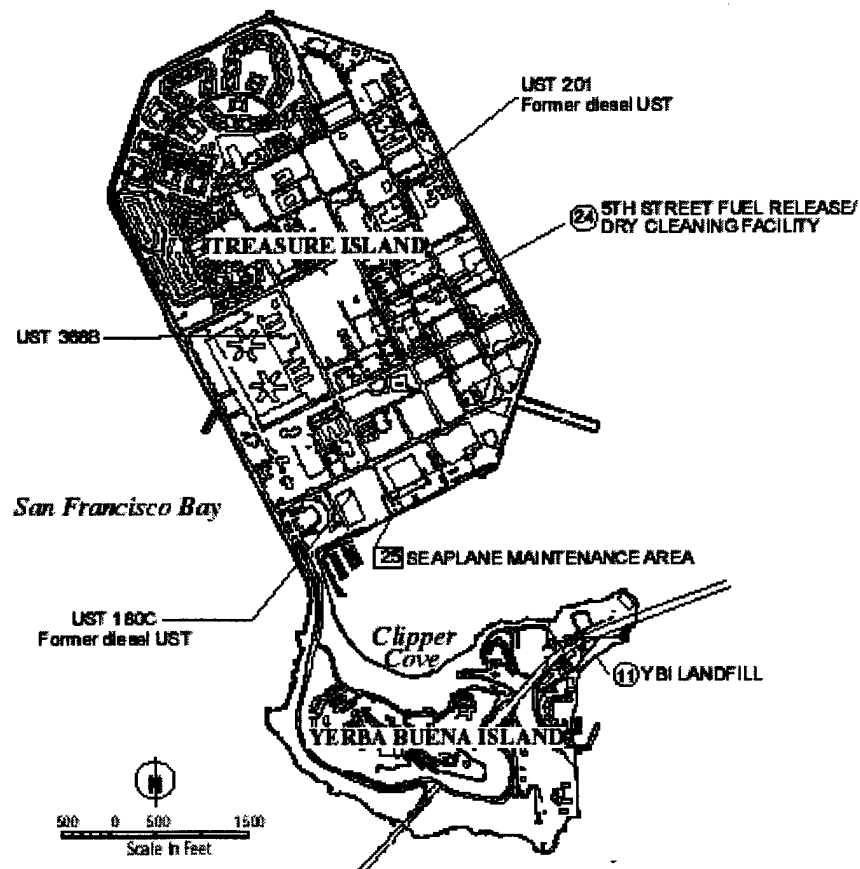 UST 201
Former diesel UST
24 5TH STREET FUEL RELEASE/
DRY CLEANING FACILITY
TREASURE ISLAND
UST 368B
San Francisco Bay
25 SEAPLANE MAINTENANCE AREA
UST 180C
Former diesel UST
Clipper
Cove
11 YBI LANDFILL
YERBA BUENA ISLAND
N
500 0 500 1500
Scale In Feet